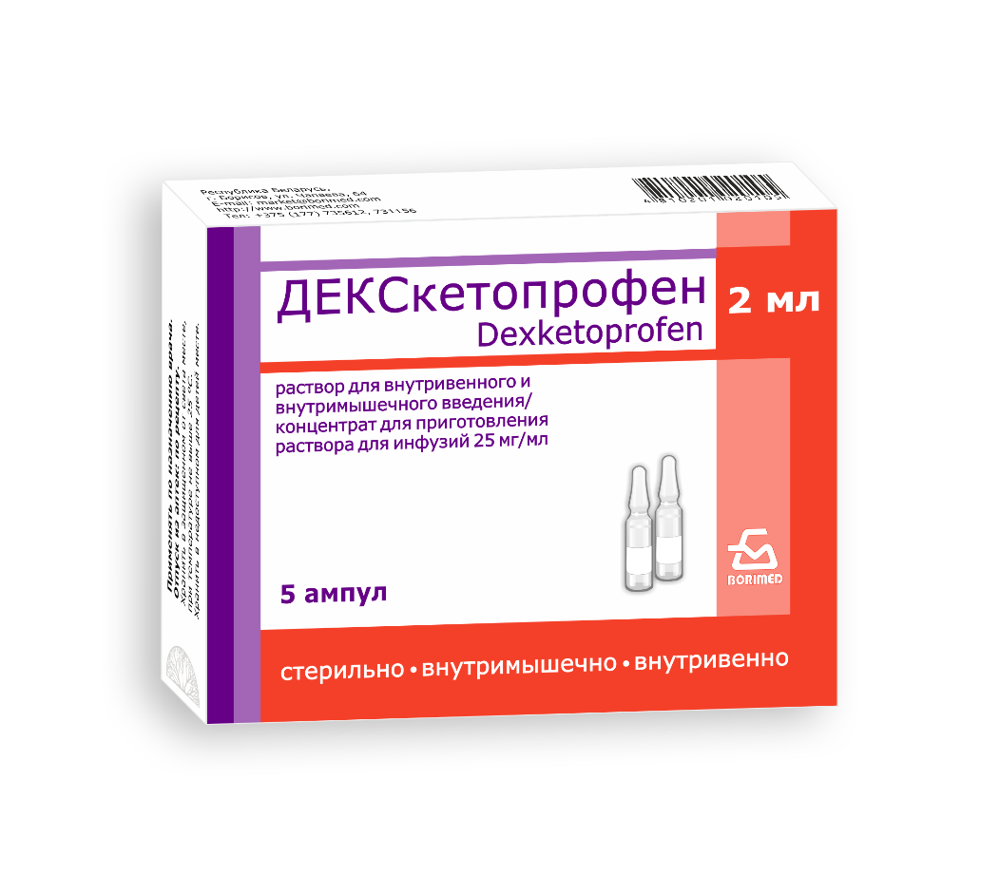 Республика Беларусь,
г. Борисов, ул. Чапаева, 64
E-mail: market@borimed.com
http://www.borimed.com
Тел: +375 (177) 735612, 731156
ДЕКСкетопрофен
Dexketoprofen
2 мл
раствор для внутривенного и
внутримышечного введения/
концентрат для приготовления
раствора для инфузий 25 мг/мл
5 ампул
BORIMED
стерильно • внутримышечно • внутривенно
Применять по назначению врача.
Отпуск из аптек: по рецепту.
Хранить в защищенном от света месте,
при температуре не выше 25 °C.
Хранить в недоступном для детей месте.